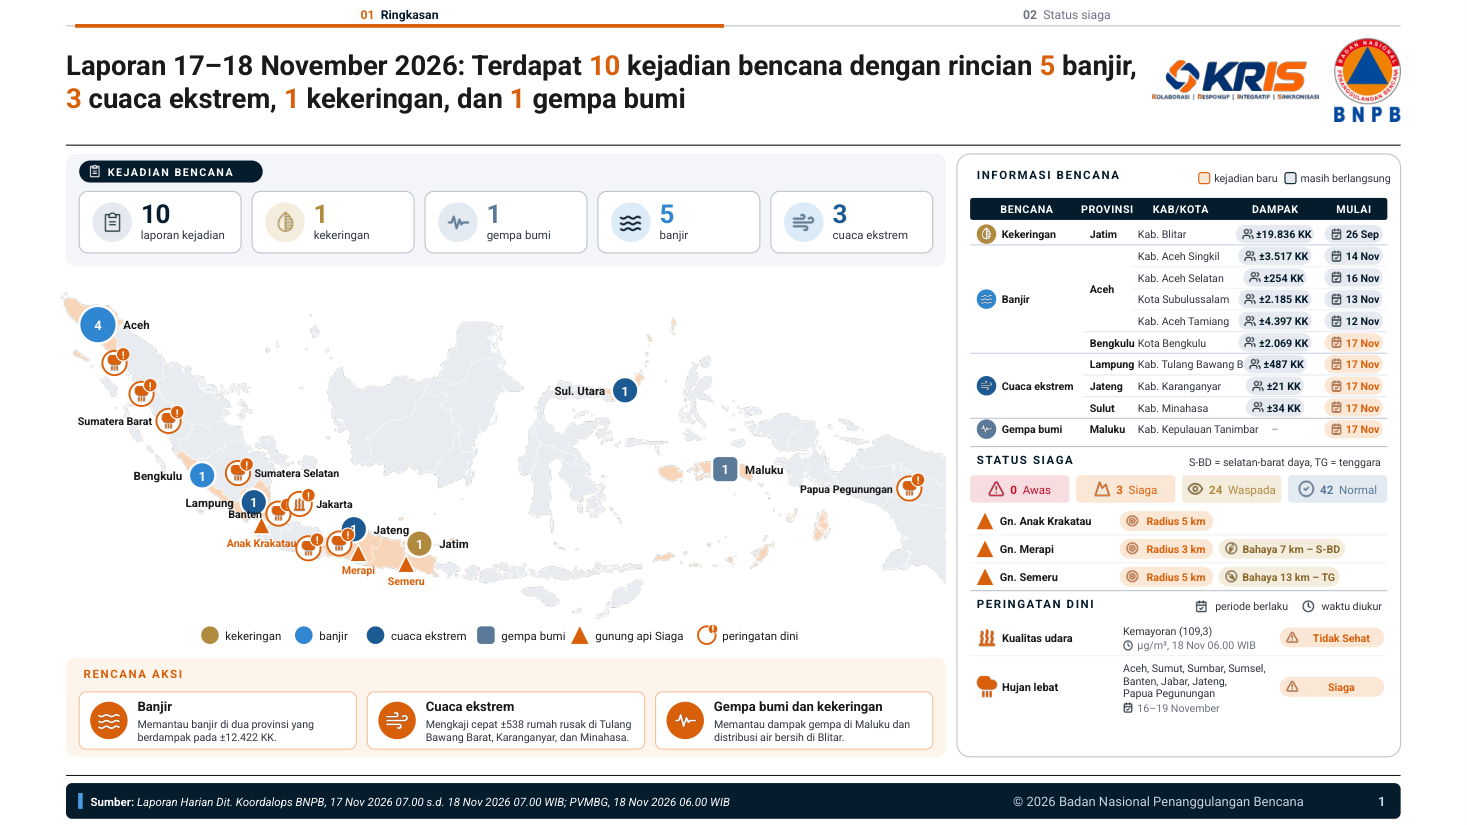 01 Ringkasan
02 Status siaga
Laporan 17–18 November 2026: Terdapat 10 kejadian bencana dengan rincian 5 banjir,
3 cuaca ekstrem, 1 kekeringan, dan 1 gempa bumi
KRIS
KOLABORASI | RESPONSIF | INTEGRATIF | SINKRONISASI
BADAN NASIONAL PENANGGULANGAN BENCANA
BNPB
KEJADIAN BENCANA
10 laporan kejadian
1 kekeringan
1 gempa bumi
5 banjir
3 cuaca ekstrem
4 Aceh
Sumatera Barat
Bengkulu 1
Sumatera Selatan
Lampung 1
Banten
Jakarta
Anak Krakatau
1 Jateng
Merapi
1 Jatim
Semeru
Sul. Utara 1
1 Maluku
Papua Pegunungan
kekeringan
banjir
cuaca ekstrem
gempa bumi
gunung api Siaga
peringatan dini
RENCANA AKSI
Banjir
Memantau banjir di dua provinsi yang
berdampak pada ±12.422 KK.
Cuaca ekstrem
Mengkaji cepat ±538 rumah rusak di Tulang
Bawang Barat, Karanganyar, dan Minahasa.
Gempa bumi dan kekeringan
Memantau dampak gempa di Maluku dan
distribusi air bersih di Blitar.
INFORMASI BENCANA
kejadian baru
masih berlangsung
BENCANA PROVINSI KAB/KOTA DAMPAK MULAI
Kekeringan Jatim Kab. Blitar ±19.836 KK 26 Sep
Banjir Aceh Kab. Aceh Singkil ±3.517 KK 14 Nov
Kab. Aceh Selatan ±254 KK 16 Nov
Kota Subulussalam ±2.185 KK 13 Nov
Kab. Aceh Tamiang ±4.397 KK 12 Nov
Bengkulu Kota Bengkulu ±2.069 KK 17 Nov
Cuaca ekstrem Lampung Kab. Tulang Bawang B ±487 KK 17 Nov
Jateng Kab. Karanganyar ±21 KK 17 Nov
Sulut Kab. Minahasa ±34 KK 17 Nov
Gempa bumi Maluku Kab. Kepulauan Tanimbar – 17 Nov
STATUS SIAGA
S-BD = selatan-barat daya, TG = tenggara
0 Awas
3 Siaga
24 Waspada
42 Normal
Gn. Anak Krakatau Radius 5 km
Gn. Merapi Radius 3 km Bahaya 7 km – S-BD
Gn. Semeru Radius 5 km Bahaya 13 km – TG
PERINGATAN DINI
periode berlaku
waktu diukur
Kualitas udara
Kemayoran (109,3)
µg/m³, 18 Nov 06.00 WIB
Tidak Sehat
Hujan lebat
Aceh, Sumut, Sumbar, Sumsel,
Banten, Jabar, Jateng,
Papua Pegunungan
16–19 November
Siaga
Sumber: Laporan Harian Dit. Koordalops BNPB, 17 Nov 2026 07.00 s.d. 18 Nov 2026 07.00 WIB; PVMBG, 18 Nov 2026 06.00 WIB
© 2026 Badan Nasional Penanggulangan Bencana
1